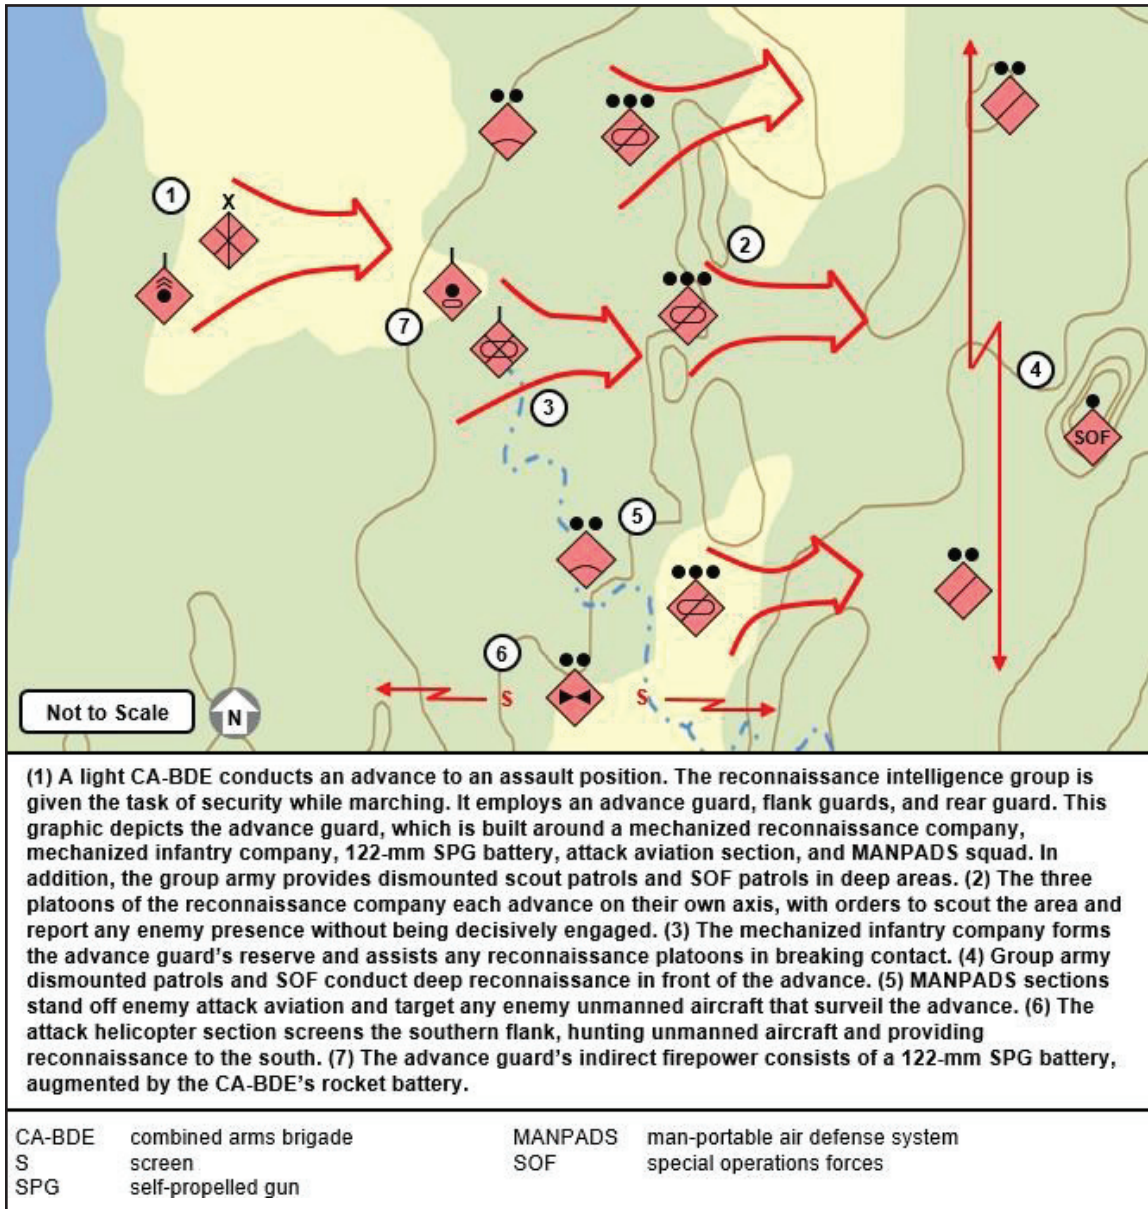 1
X
2
7
3
4
SOF
5
6
S
S
Not to Scale
N
(1) A light CA-BDE conducts an advance to an assault position. The reconnaissance intelligence group is
given the task of security while marching. It employs an advance guard, flank guards, and rear guard. This
graphic depicts the advance guard, which is built around a mechanized reconnaissance company,
mechanized infantry company, 122-mm SPG battery, attack aviation section, and MANPADS squad. In
addition, the group army provides dismounted scout patrols and SOF patrols in deep areas. (2) The three
platoons of the reconnaissance company each advance on their own axis, with orders to scout the area and
report any enemy presence without being decisively engaged. (3) The mechanized infantry company forms
the advance guard's reserve and assists any reconnaissance platoons in breaking contact. (4) Group army
dismounted patrols and SOF conduct deep reconnaissance in front of the advance. (5) MANPADS sections
stand off enemy attack aviation and target any enemy unmanned aircraft that surveil the advance. (6) The
attack helicopter section screens the southern flank, hunting unmanned aircraft and providing
reconnaissance to the south. (7) The advance guard's indirect firepower consists of a 122-mm SPG battery,
augmented by the CA-BDE's rocket battery.
CA-BDE combined arms brigade
S screen
SPG self-propelled gun
MANPADS man-portable air defense system
SOF special operations forces